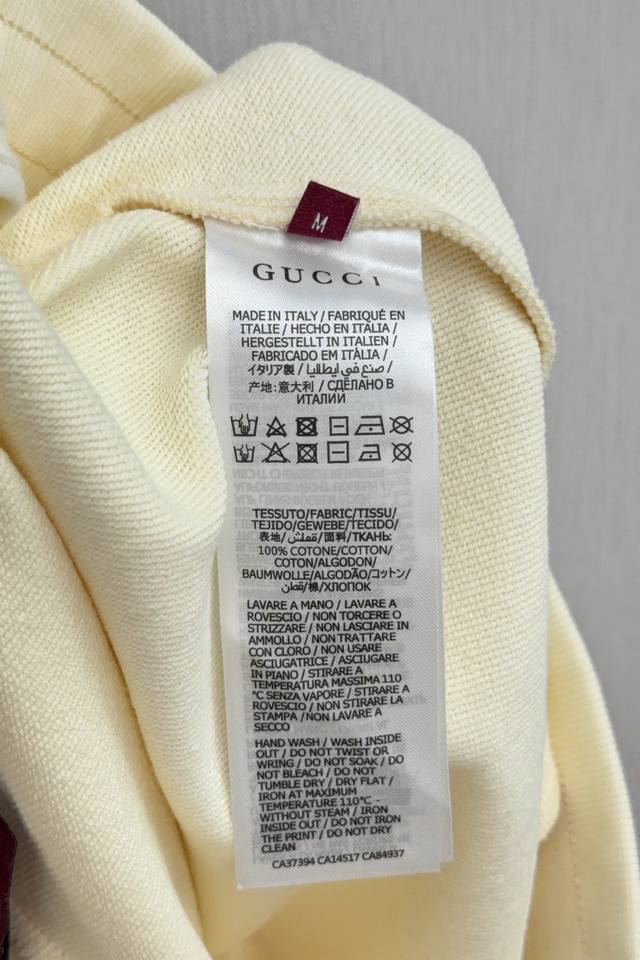 M
GUCCI
MADE IN ITALY / FABRIQUÉ EN
ITALIE / HECHO EN ITALIA /
HERGESTELLT IN ITALIEN /
FABRICADO EM ITÁLIA /
イタリア製 / صنع في ايطاليا /
产地:意大利 / СДЕЛАНО В
ИТАЛИИ
TESSUTO/FABRIC/TISSU/
TEJIDO/GEWEBE/TECIDO/
表地/قماش/面料/ТКАНЬ:
100% COTONE/COTTON/
COTON/ALGODON/
BAUMWOLLE/ALGODÃO/コットン/
قطن/棉/ХЛОПОК
LAVARE A MANO / LAVARE A
ROVESCIO / NON TORCERE O
STRIZZARE / NON LASCIARE IN
AMMOLLO / NON TRATTARE
CON CLORO / NON USARE
ASCIUGATRICE / ASCIUGARE
IN PIANO / STIRARE A
TEMPERATURA MASSIMA 110
°C SENZA VAPORE / STIRARE A
ROVESCIO / NON STIRARE LA
STAMPA /NON LAVARE A
SECCO
HAND WASH / WASH INSIDE
OUT / DO NOT TWIST OR
WRING / DO NOT SOAK / DO
NOT BLEACH / DO NOT
TUMBLE DRY / DRY FLAT /
IRON AT MAXIMUM
TEMPERATURE 110°C -
WITHOUT STEAM / IRON
INSIDE OUT / DO NOT IRON
THE PRINT / DO NOT DRY
CLEAN
CA37394 CA14517 CA84937